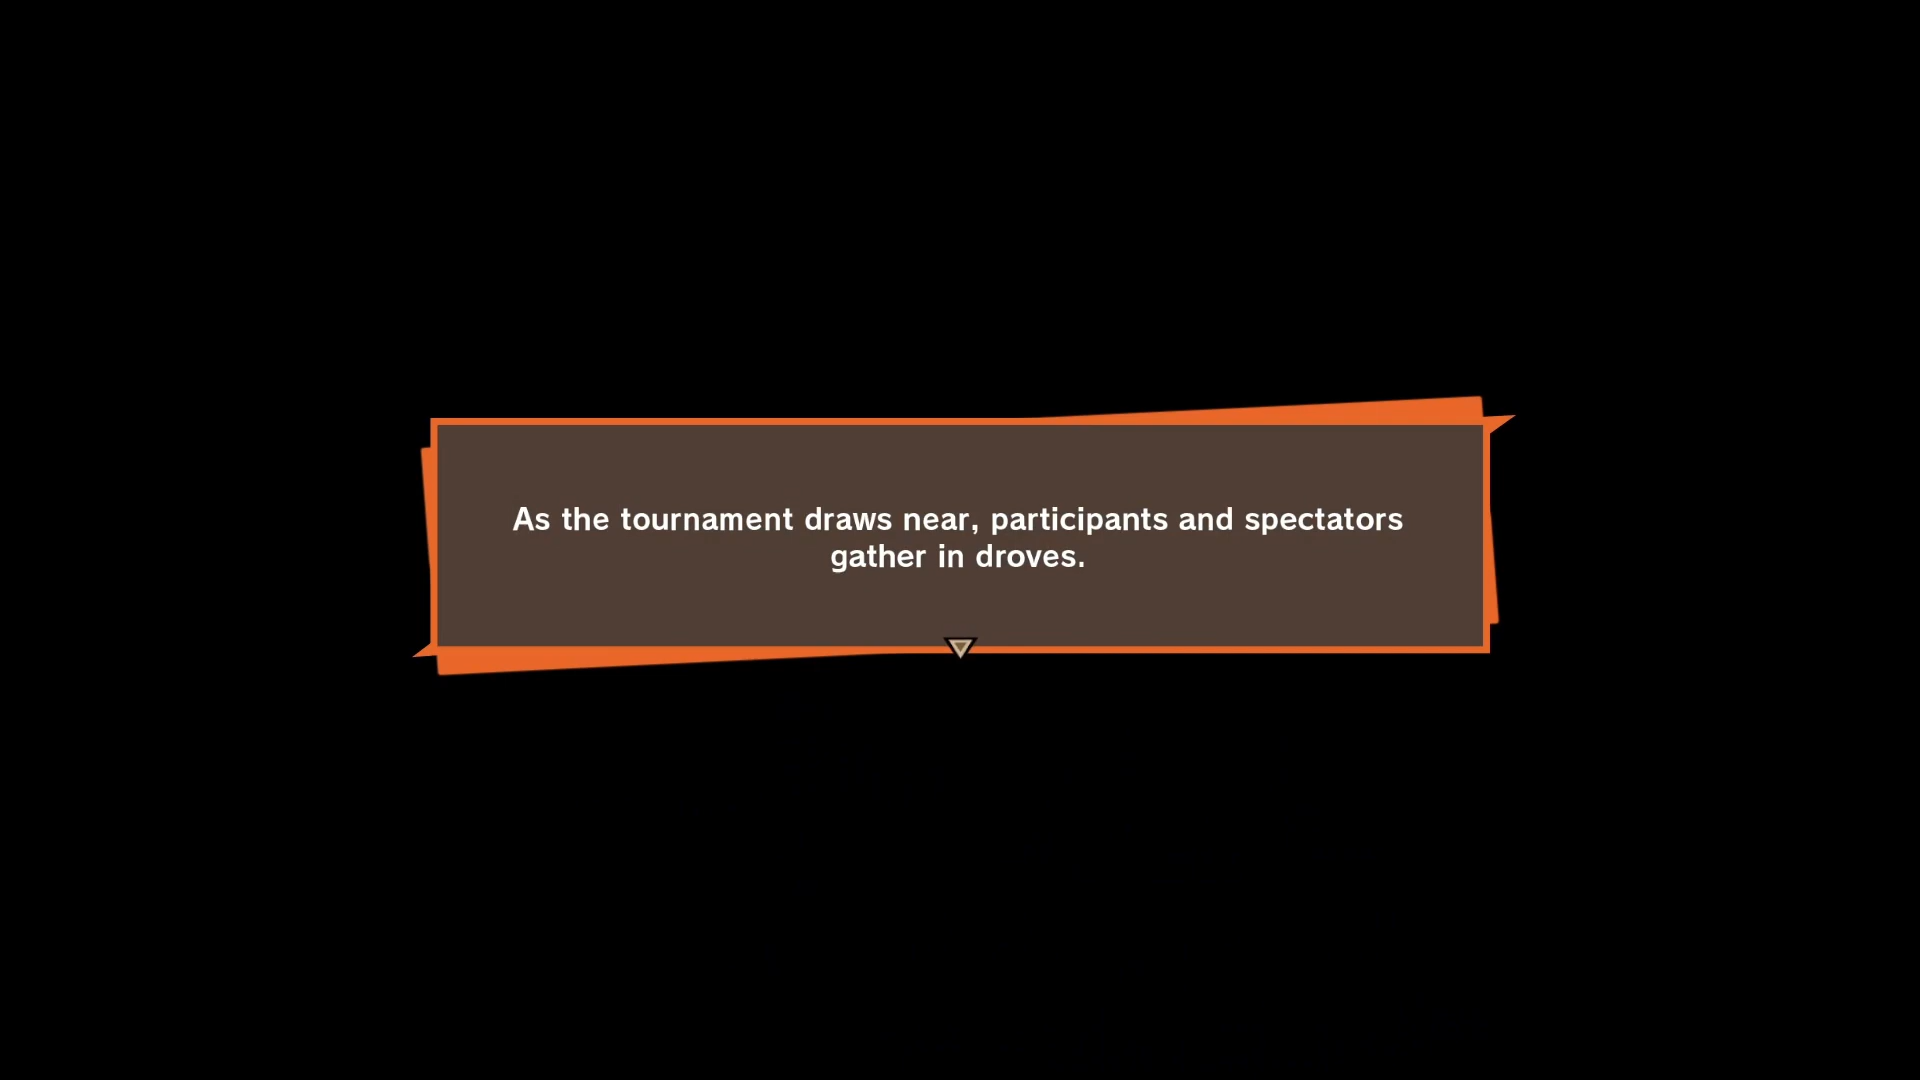 As the tournament draws near, participants and spectators
gather in droves.